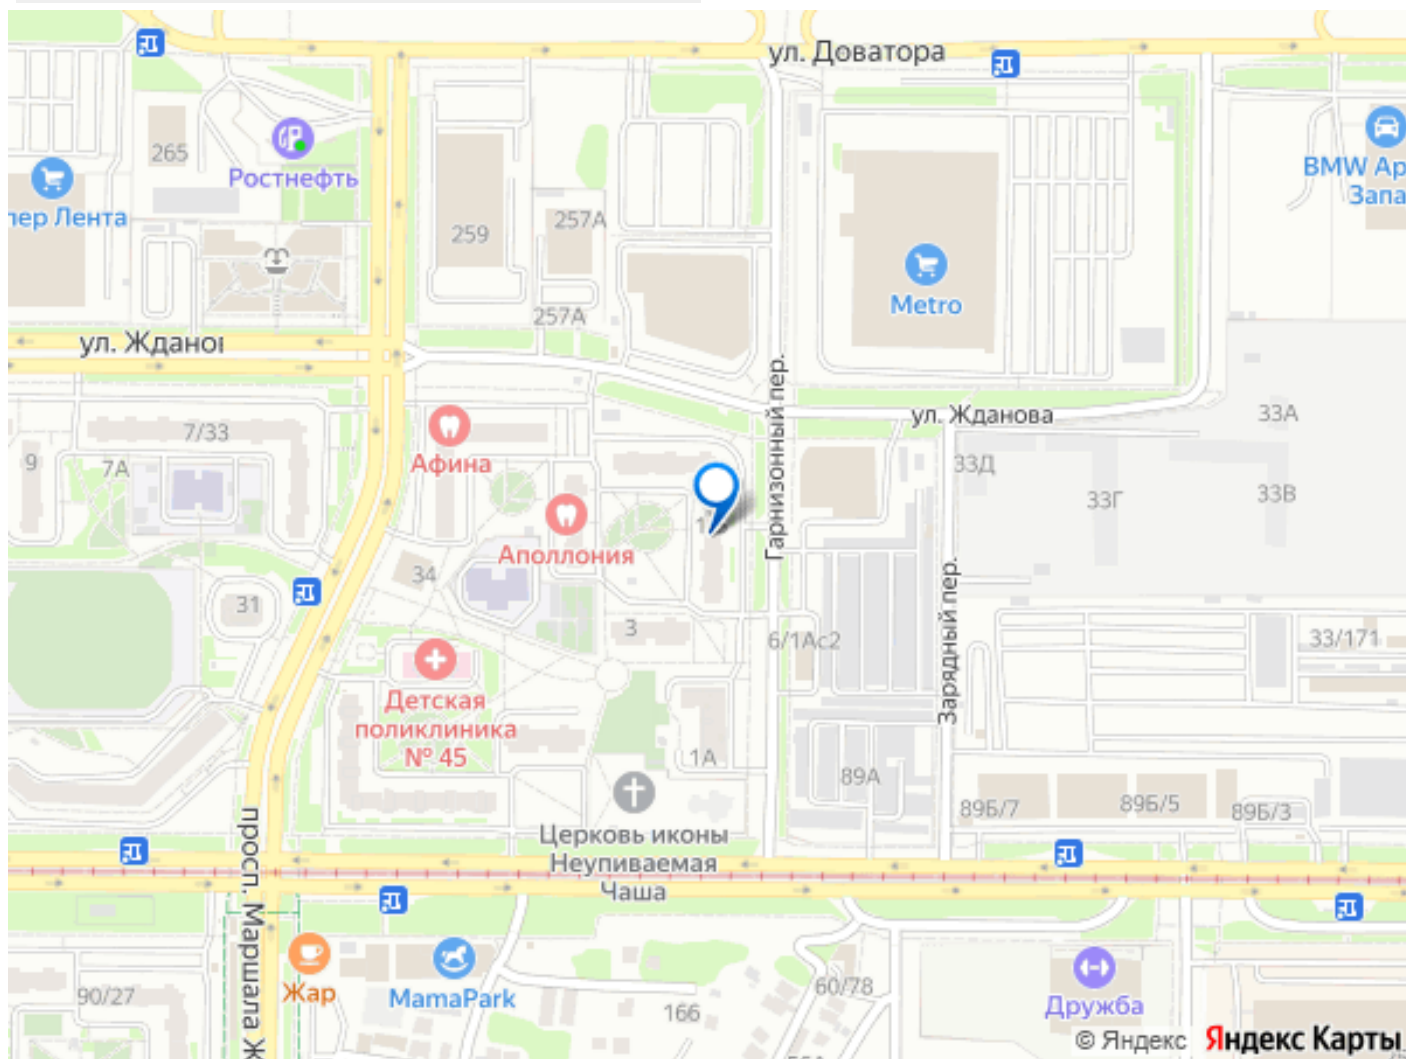 ул. Доватора
265
Ростнефть
пер Лента
259
257А
257А
Metro
BMW Ар
Запа
ул. Жданов
Гарнизонный пер.
ул. Жданова
33А
7/33
9
7А
Афина
33Д
33Г
33В
Аполлония
34
31
3
6/1Ас2
Зарядный пер.
33/171
Детская
поликлиника
№ 45
1А
89А
89Б/7
89Б/5
89Б/3
Церковь иконы
Неупиваемая
Чаша
просп. Маршала Ж
90/27
Жар
MamaPark
166
60/78
Дружба
© Яндекс Яндекс Карты